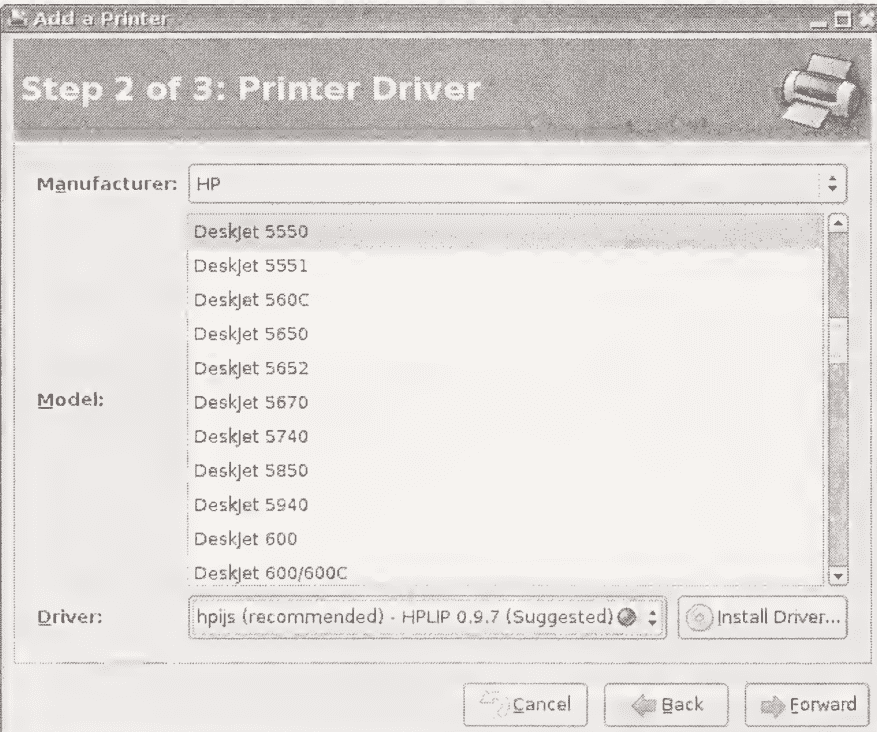 Add a Printer
Step 2 of 3: Printer Driver
Manufacturer: HP
DeskJet 5550
DeskJet 5551
DeskJet 560C
DeskJet 5650
DeskJet 5652
Model:
DeskJet 5670
DeskJet 5740
DeskJet 5850
DeskJet 5940
DeskJet 600
DeskJet 600/600C
Driver: hpijs (recommended) - HPLIP 0.9.7 (Suggested) Install Driver...
Cancel Back Forward